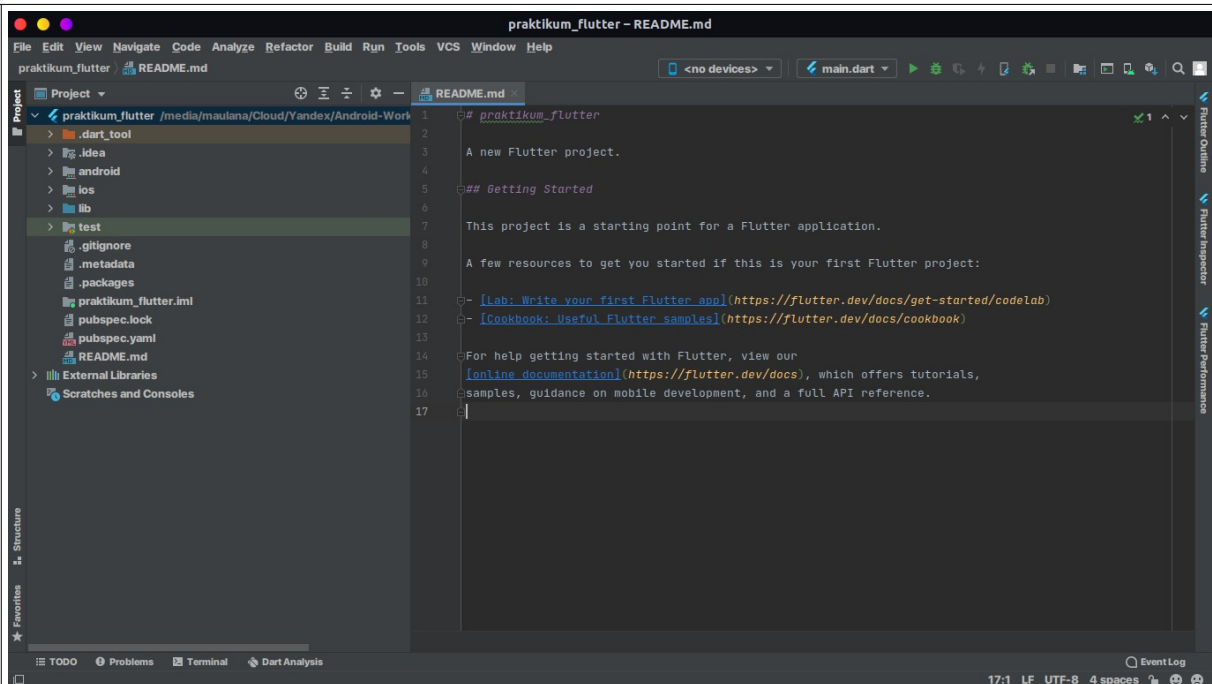 praktikum_flutter – README.md
File Edit View Navigate Code Analyze Refactor Build Run Tools VCS Window Help
praktikum_flutter README.md <no devices> main.dart
Project README.md
Project
praktikum_flutter /media/maulana/Cloud/Yandex/Android-Work
.dart_tool
.idea
android
ios
lib
test
.gitignore
.metadata
.packages
praktikum_flutter.iml
pubspec.lock
pubspec.yaml
README.md
External Libraries
Scratches and Consoles
1 # praktikum_flutter
2
3 A new Flutter project.
4
5 ## Getting Started
6
7 This project is a starting point for a Flutter application.
8
9 A few resources to get you started if this is your first Flutter project:
10
11 - [Lab: Write your first Flutter app](https://flutter.dev/docs/get-started/codelab)
12 - [Cookbook: Useful Flutter samples](https://flutter.dev/docs/cookbook)
13
14 For help getting started with Flutter, view our
15 [online documentation](https://flutter.dev/docs), which offers tutorials,
16 samples, guidance on mobile development, and a full API reference.
17
1
Flutter Outline
Flutter Inspector
Flutter Performance
Structure
Favorites
TODO Problems Terminal Dart Analysis Event Log
17:1 LF UTF-8 4 spaces